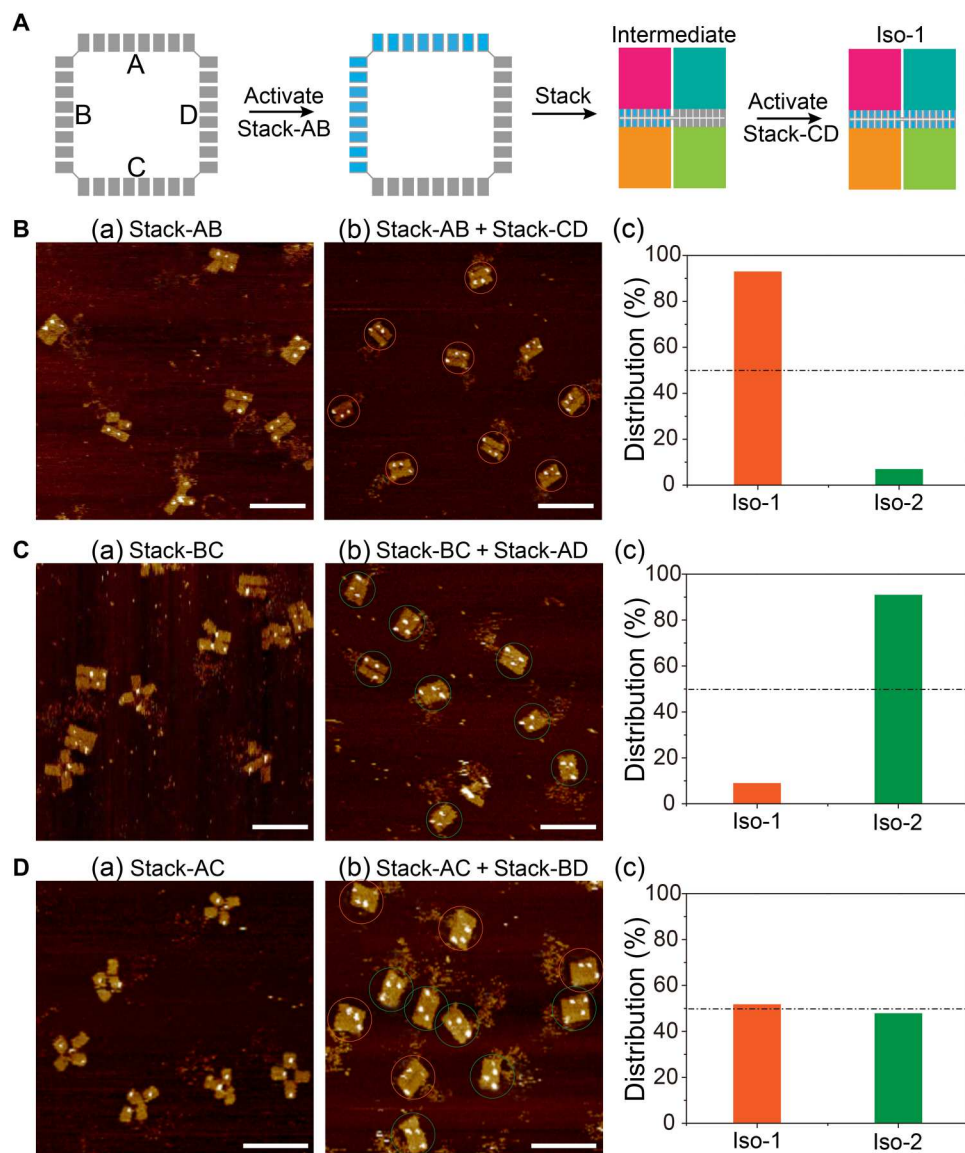 A
A
B
D
C
Activate
Stack-AB
Stack
Intermediate
Activate
Stack-CD
Iso-1
B
(a) Stack-AB
(b) Stack-AB + Stack-CD
(c)
Distribution (%)
100
80
60
40
20
0
Iso-1
Iso-2
C
(a) Stack-BC
(b) Stack-BC + Stack-AD
(c)
Distribution (%)
100
80
60
40
20
0
Iso-1
Iso-2
D
(a) Stack-AC
(b) Stack-AC + Stack-BD
(c)
Distribution (%)
100
80
60
40
20
0
Iso-1
Iso-2